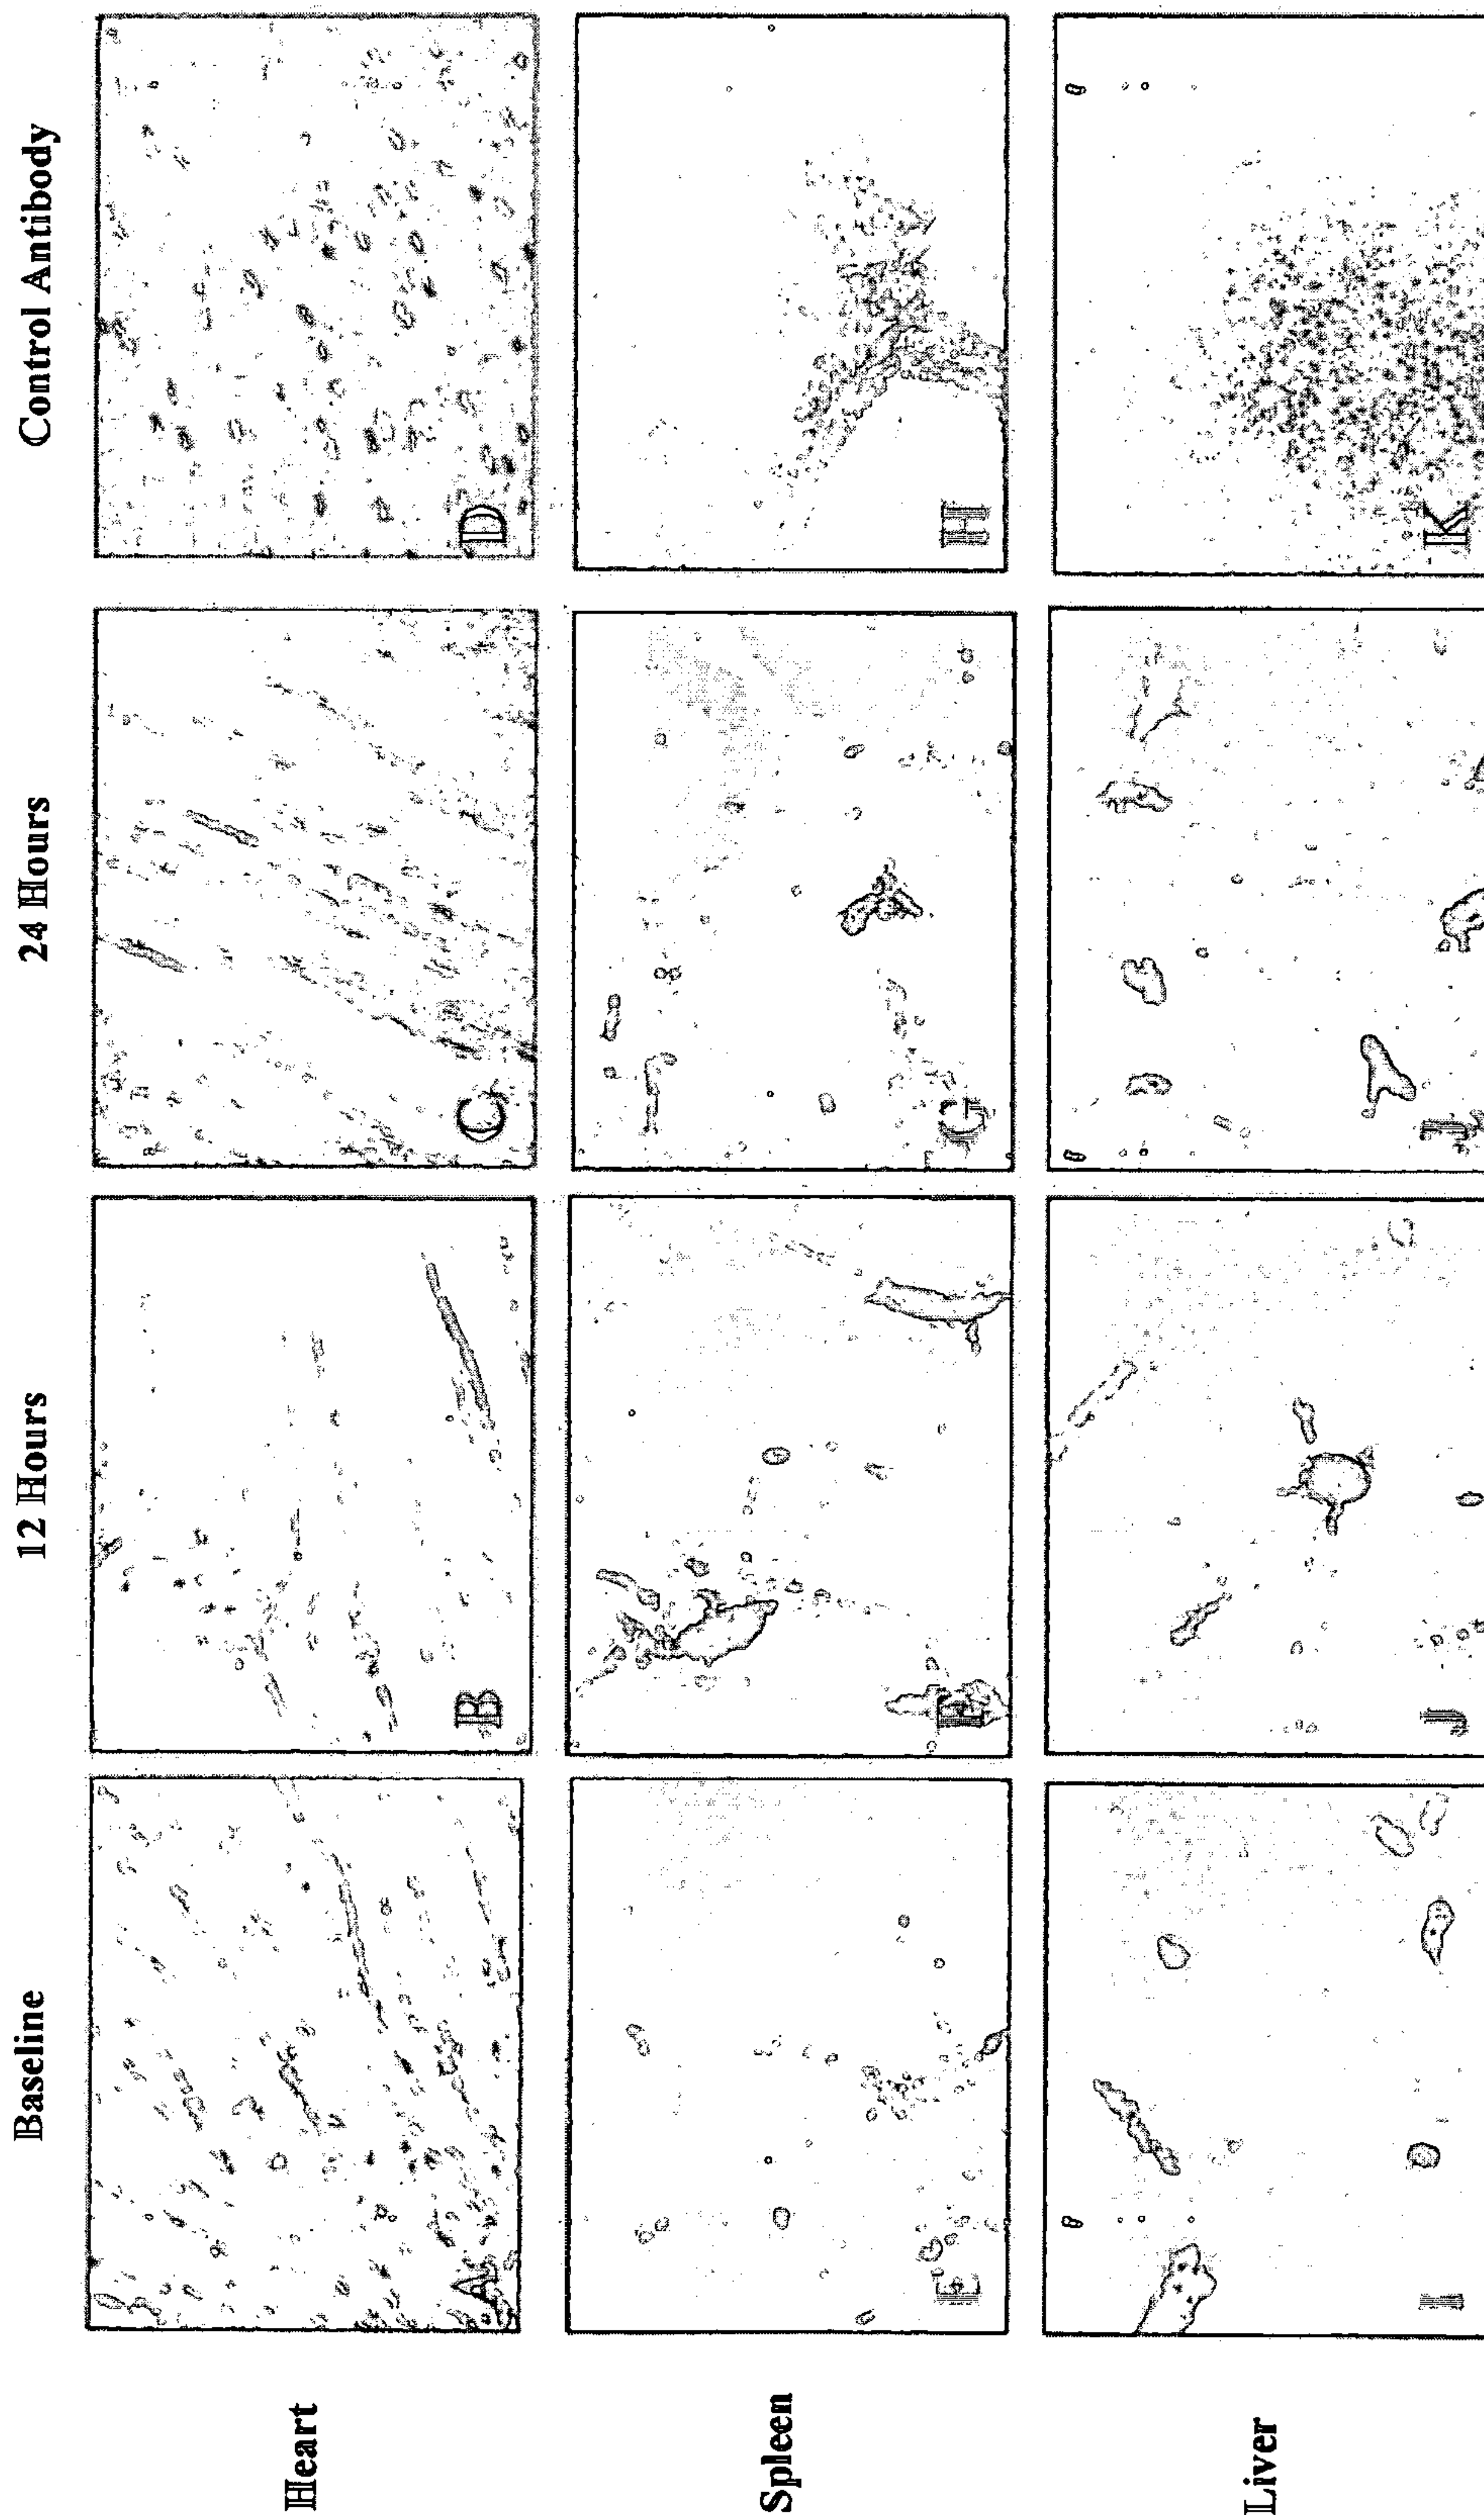 Baseline 12 Hours 24 Hours Control Antibody
Heart A B C D
Spleen E F G H
Liver I J J K